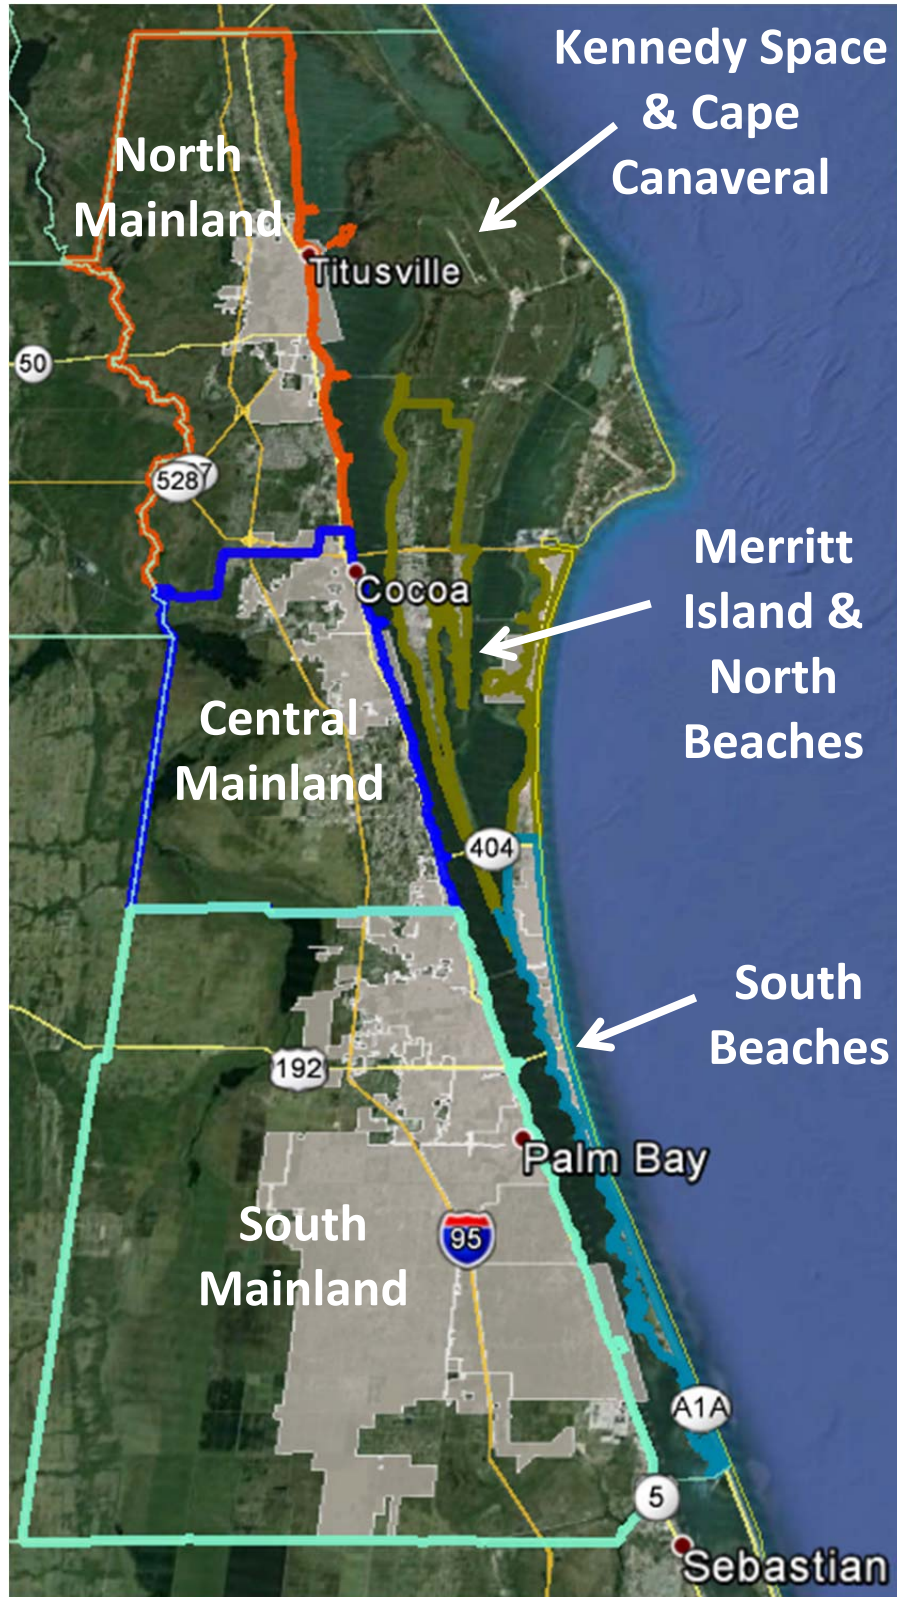 Kennedy Space
& Cape
Canaveral
North
Mainland
Titusville
50
528
7
Merritt
Island &
North
Beaches
Cocoa
Central
Mainland
404
South
Beaches
192
Palm Bay
South
Mainland
95
A1A
5
Sebastian